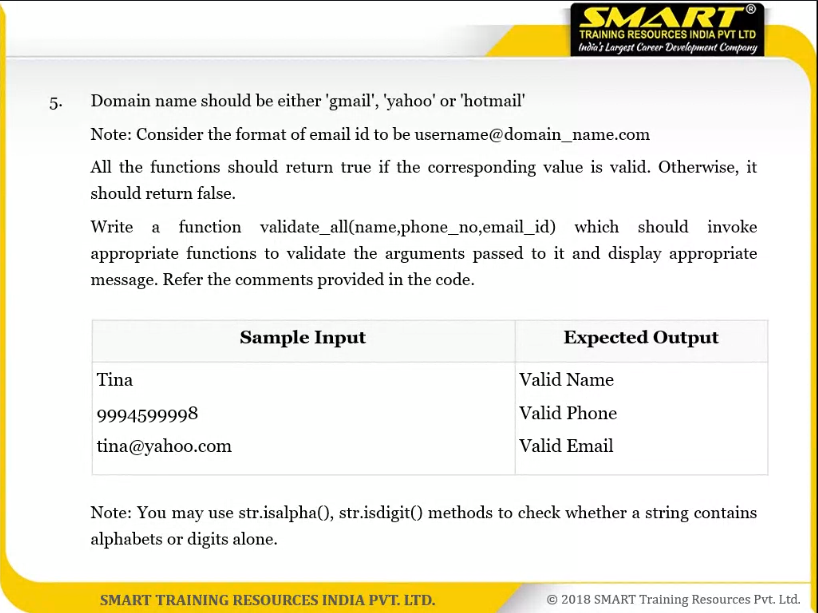 SMART®
TRAINING RESOURCES INDIA PVT LTD
India's Largest Career Development Company
5. Domain name should be either 'gmail', 'yahoo' or 'hotmail'
Note: Consider the format of email id to be username@domain_name.com
All the functions should return true if the corresponding value is valid. Otherwise, it
should return false.
Write a function validate_all(name,phone_no,email_id) which should invoke
appropriate functions to validate the arguments passed to it and display appropriate
message. Refer the comments provided in the code.
Sample Input Expected Output
Tina Valid Name
9994599998 Valid Phone
tina@yahoo.com Valid Email
Note: You may use str.isalpha(), str.isdigit() methods to check whether a string contains
alphabets or digits alone.
SMART TRAINING RESOURCES INDIA PVT. LTD. © 2018 SMART Training Resources Pvt. Ltd.